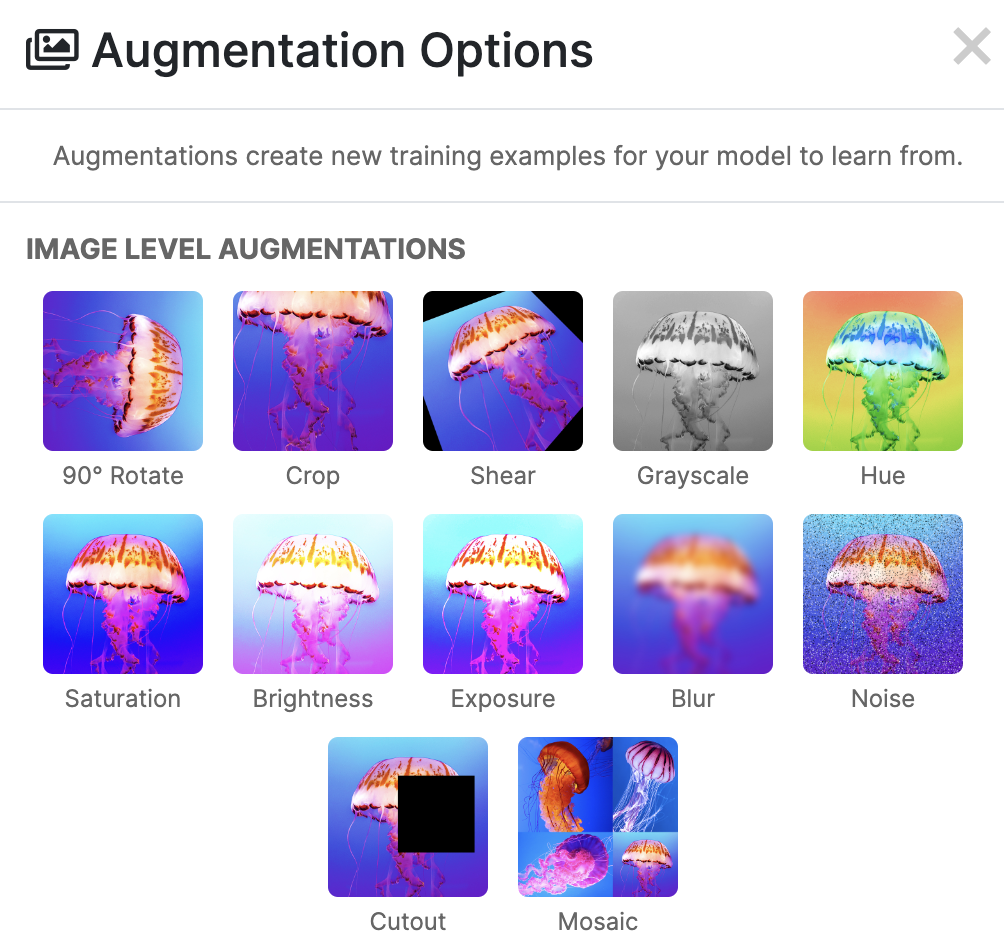 Augmentation Options
Augmentations create new training examples for your model to learn from.
IMAGE LEVEL AUGMENTATIONS
90° Rotate
Crop
Shear
Grayscale
Hue
Saturation
Brightness
Exposure
Blur
Noise
Cutout
Mosaic